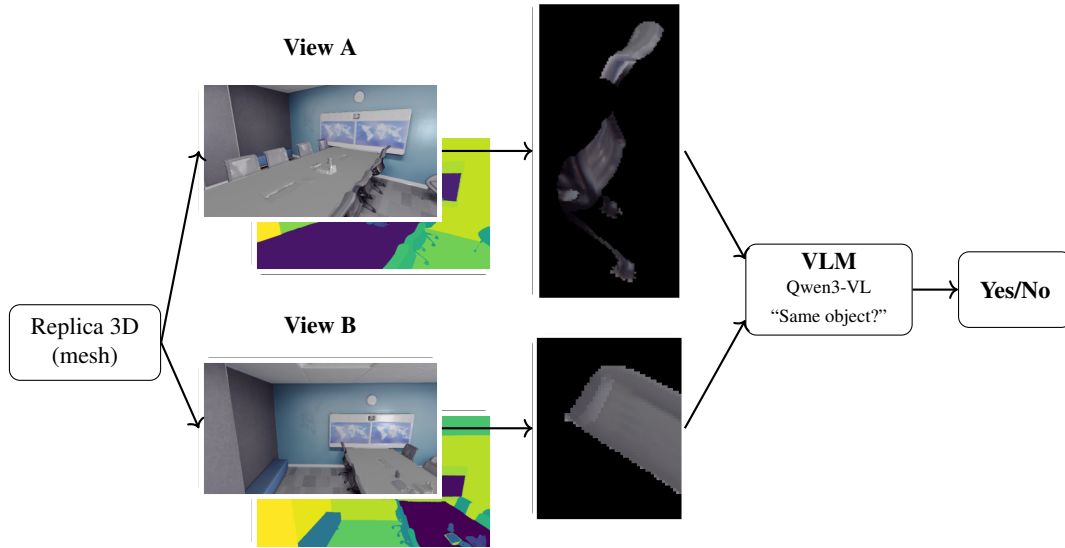 View A
View B
Replica 3D
(mesh)
VLM
Qwen3-VL
“Same object?”
Yes/No